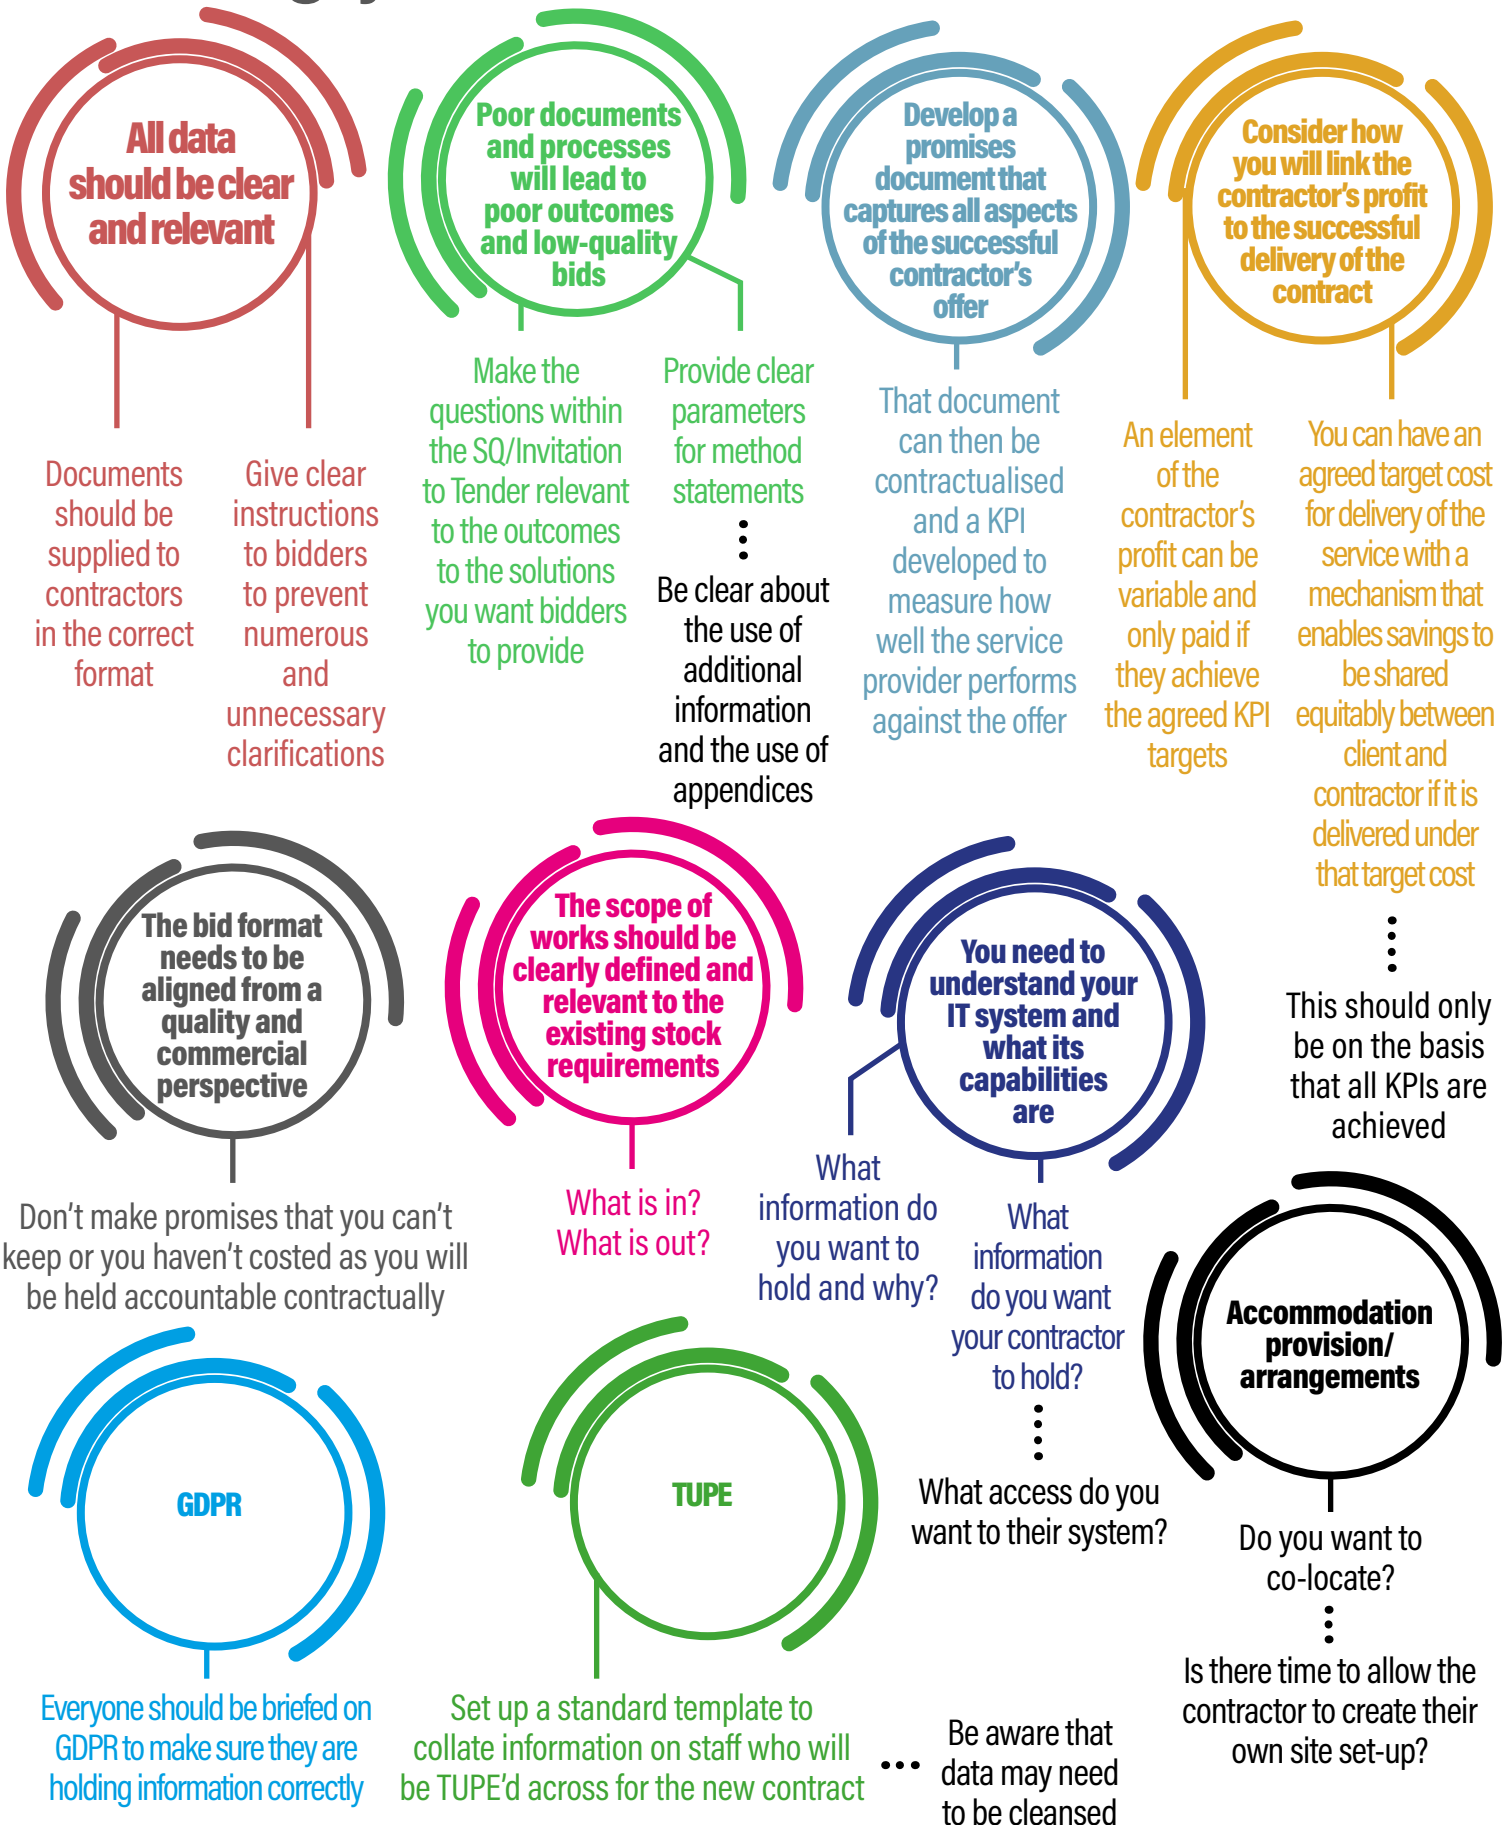 All data
should be clear
and relevant
Documents
should be
supplied to
contractors
in the correct
format
Give clear
instructions
to bidders
to prevent
numerous
and
unnecessary
clarifications
Poor documents
and processes
will lead to
poor outcomes
and low-quality
bids
Make the
questions within
the SQ/Invitation
to Tender relevant
to the outcomes
to the solutions
you want bidders
to provide
Provide clear
parameters
for method
statements
Be clear about
the use of
additional
information
and the use of
appendices
Develop a
promises
document that
captures all aspects
of the successful
contractor's
offer
That document
can then be
contractualised
and a KPI
developed to
measure how
well the service
provider performs
against the offer
Consider how
you will link the
contractor's profit
to the successful
delivery of the
contract
An element
of the
contractor's
profit can be
variable and
only paid if
they achieve
the agreed KPI
targets
You can have an
agreed target cost
for delivery of the
service with a
mechanism that
enables savings to
be shared
equitably between
client and
contractor if it is
delivered under
that target cost
This should only
be on the basis
that all KPIs are
achieved
The bid format
needs to be
aligned from a
quality and
commercial
perspective
Don't make promises that you can't
keep or you haven't costed as you will
be held accountable contractually
The scope of
works should be
clearly defined and
relevant to the
existing stock
requirements
What is in?
What is out?
You need to
understand your
IT system and
what its
capabilities
are
What
information do
you want to
hold and why?
What
information
do you want
your contractor
to hold?
What access do you
want to their system?
Accommodation
provision/
arrangements
Do you want to
co-locate?
Is there time to allow the
contractor to create their
own site set-up?
GDPR
Everyone should be briefed on
GDPR to make sure they are
holding information correctly
TUPE
Set up a standard template to
collate information on staff who will
be TUPE'd across for the new contract
Be aware that
data may need
to be cleansed